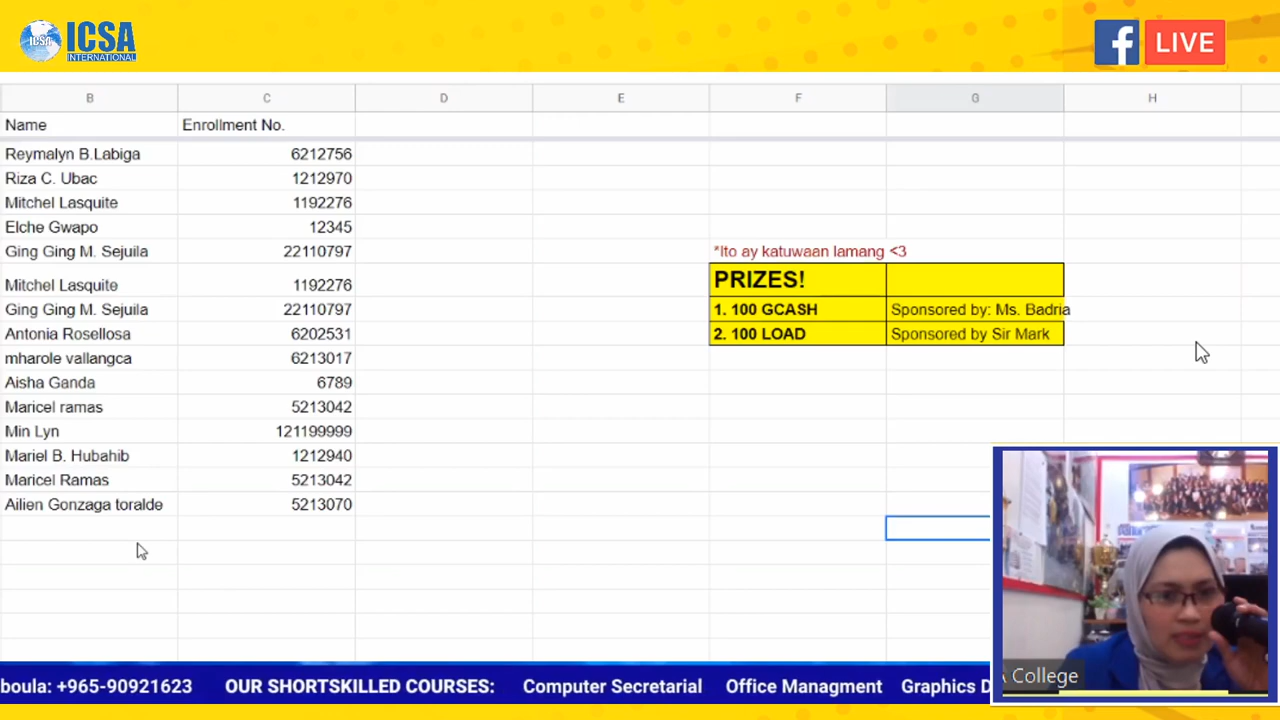 ICSA
ICSA
INTERNATIONAL
f LIVE
B C D E F G H
Name Enrollment No.
Reymalyn B.Labiga 6212756
Riza C. Ubac 1212970
Mitchel Lasquite 1192276
Elche Gwapo 12345
Ging Ging M. Sejuila 22110797 *Ito ay katuwaan lamang <3
PRIZES!
Mitchel Lasquite 1192276
Ging Ging M. Sejuila 22110797 1. 100 GCASH Sponsored by: Ms. Badria
Antonia Rosellosa 6202531 2. 100 LOAD Sponsored by Sir Mark
mharole vallangca 6213017
Aisha Ganda 6789
Maricel ramas 5213042
Min Lyn 121199999
Mariel B. Hubahib 1212940
Maricel Ramas 5213042
Ailien Gonzaga toralde 5213070
A College
boula: +965-90921623 OUR SHORTSKILLED COURSES: Computer Secretarial Office Managment Graphics D